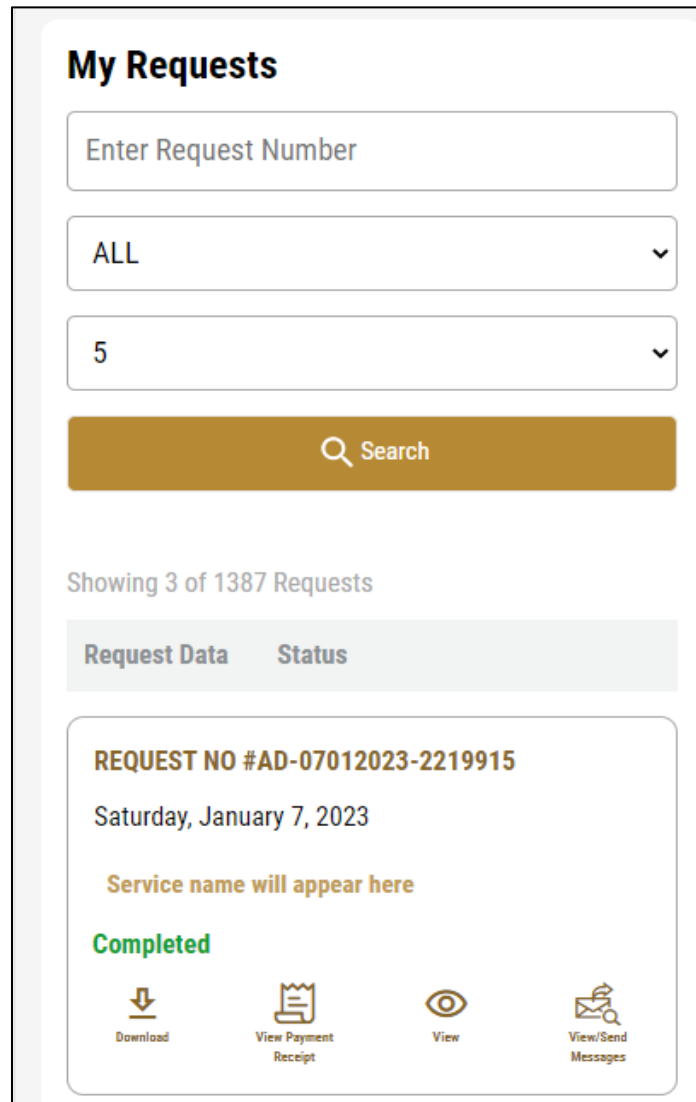 My Requests
Enter Request Number
ALL
5
Search
Showing 3 of 1387 Requests
Request Data Status
REQUEST NO #AD-07012023-2219915
Saturday, January 7, 2023
Service name will appear here
Completed
Download View Payment Receipt View View/Send Messages